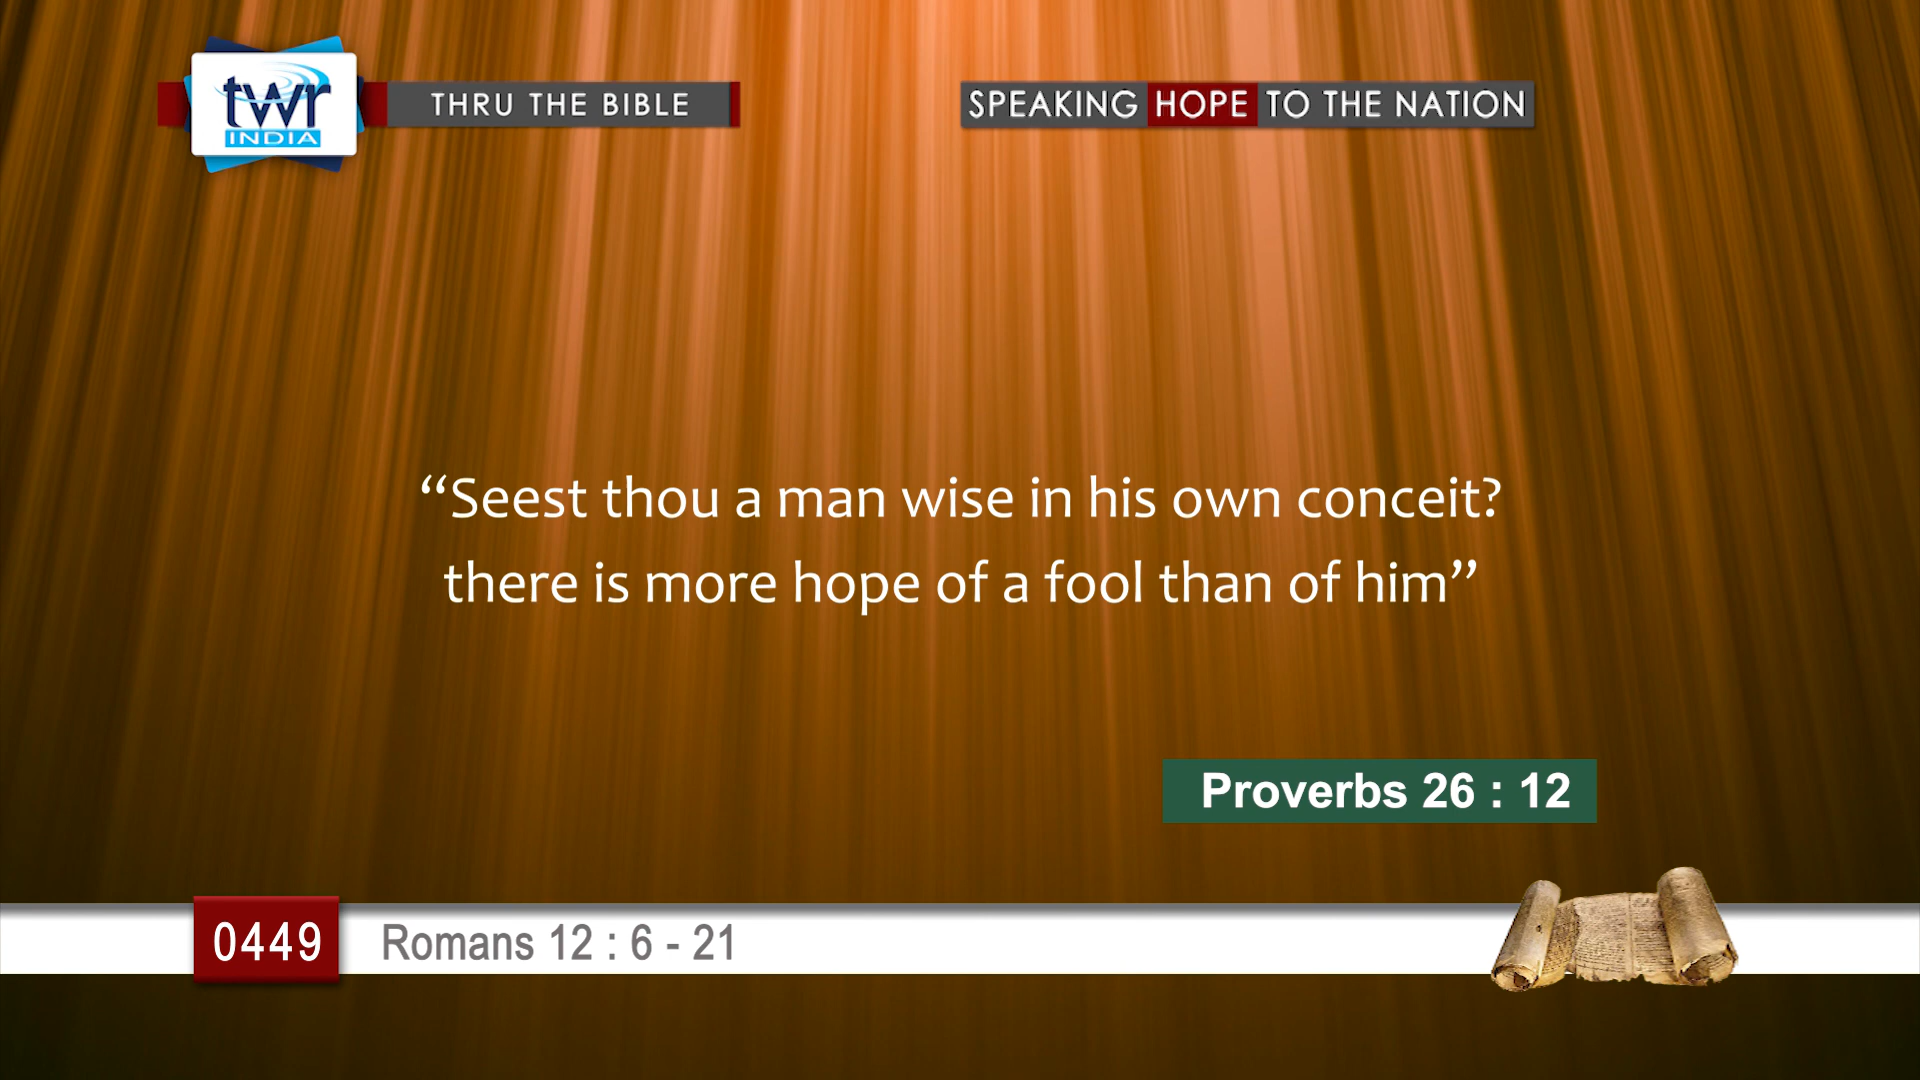 twr
INDIA
THRU THE BIBLE
SPEAKING HOPE TO THE NATION
“Seest thou a man wise in his own conceit?
there is more hope of a fool than of him”
Proverbs 26 : 12
0449
Romans 12 : 6 - 21